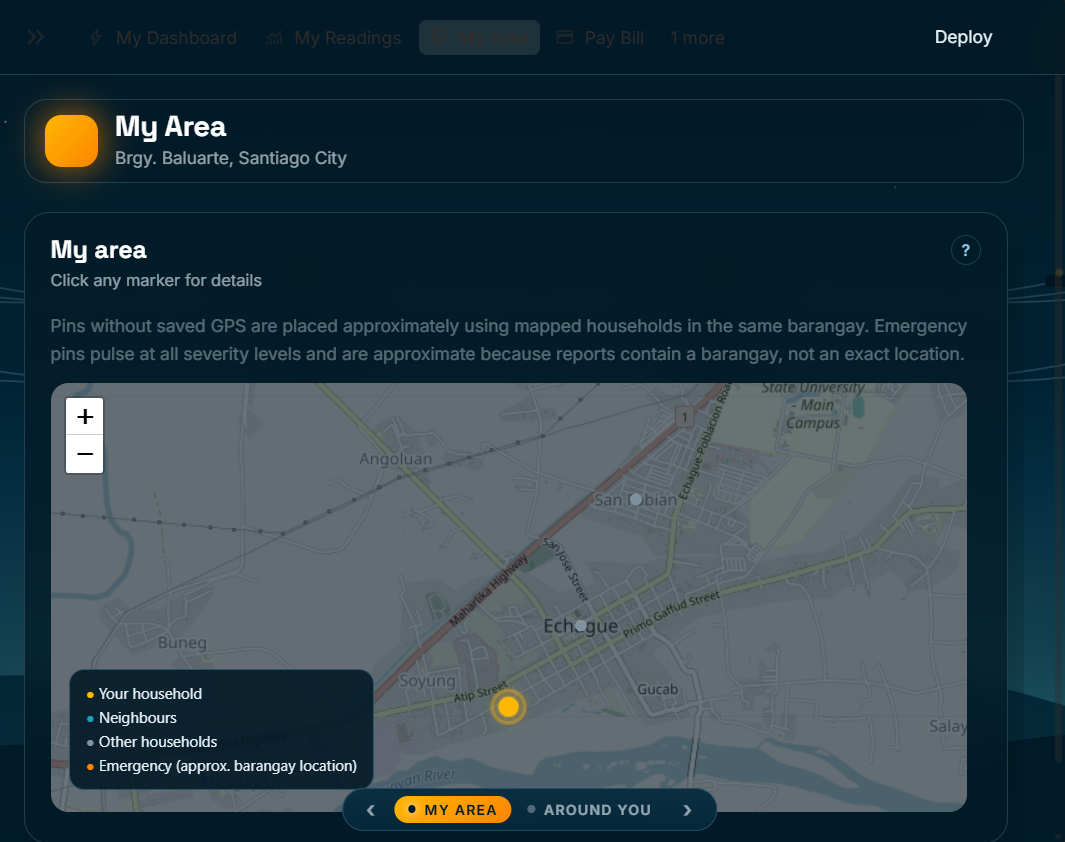 My Dashboard
My Readings
My Area
Pay Bill
1 more
Deploy
My Area
Brgy. Baluarte, Santiago City
My area
?
Click any marker for details
Pins without saved GPS are placed approximately using mapped households in the same barangay. Emergency
pins pulse at all severity levels and are approximate because reports contain a barangay, not an exact location.
+
−
State University
- Main
Campus
1
Echague-Poblacion Road
Angoluan
San Fabian
San Jose Street
Maharlika Highway
Echague
Primo Gaffud Street
Buneg
Soyung
Atip Street
Gucab
Salay
Your household
Neighbours
Other households
Emergency (approx. barangay location)
River
MY AREA
AROUND YOU